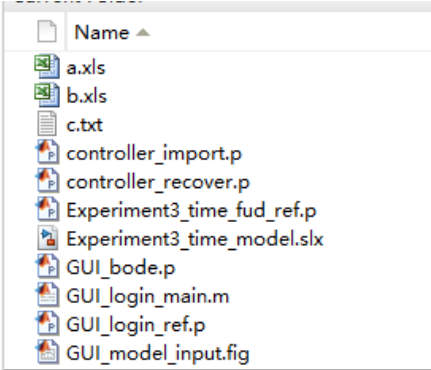 Name
a.xls
b.xls
c.txt
controller_import.p
controller_recover.p
Experiment3_time_fud_ref.p
Experiment3_time_model.slx
GUI_bode.p
GUI_login_main.m
GUI_login_ref.p
GUI_model_input.fig